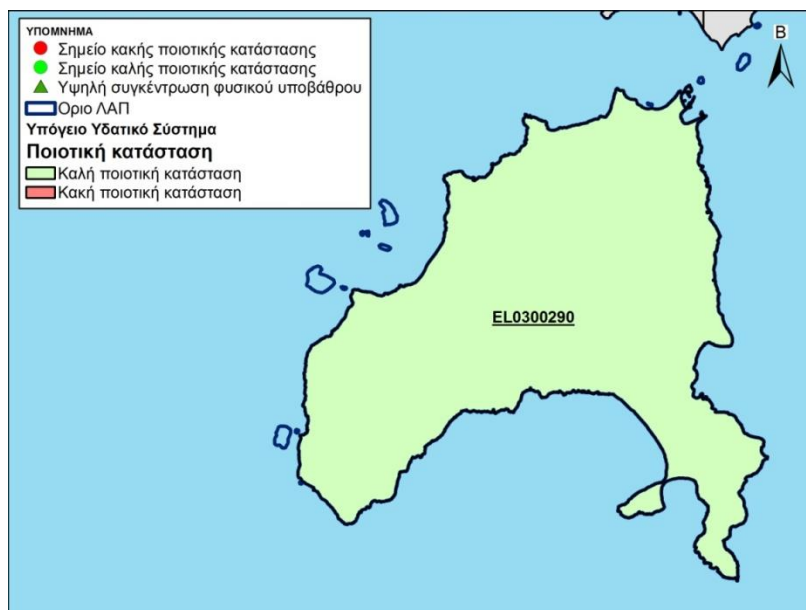 ΥΠΟΜΝΗΜΑ
Σημείο κακής ποιοτικής κατάστασης
Σημείο καλής ποιοτικής κατάστασης
Υψηλή συγκέντρωση φυσικού υποβάθρου
Οριο ΛΑΠ
Υπόγειο Υδατικό Σύστημα
Ποιοτική κατάσταση
Καλή ποιοτική κατάσταση
Κακή ποιοτική κατάσταση
Β
EL0300290